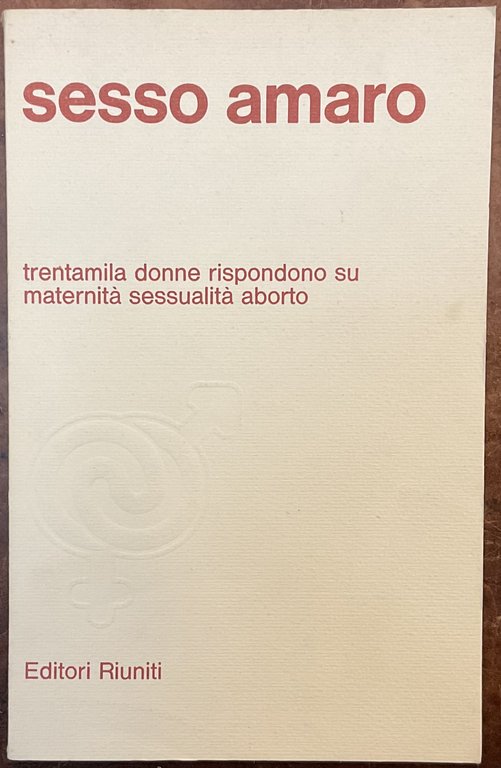 sesso amaro
trentamila donne rispondono su
maternità sessualità aborto
Editori Riuniti